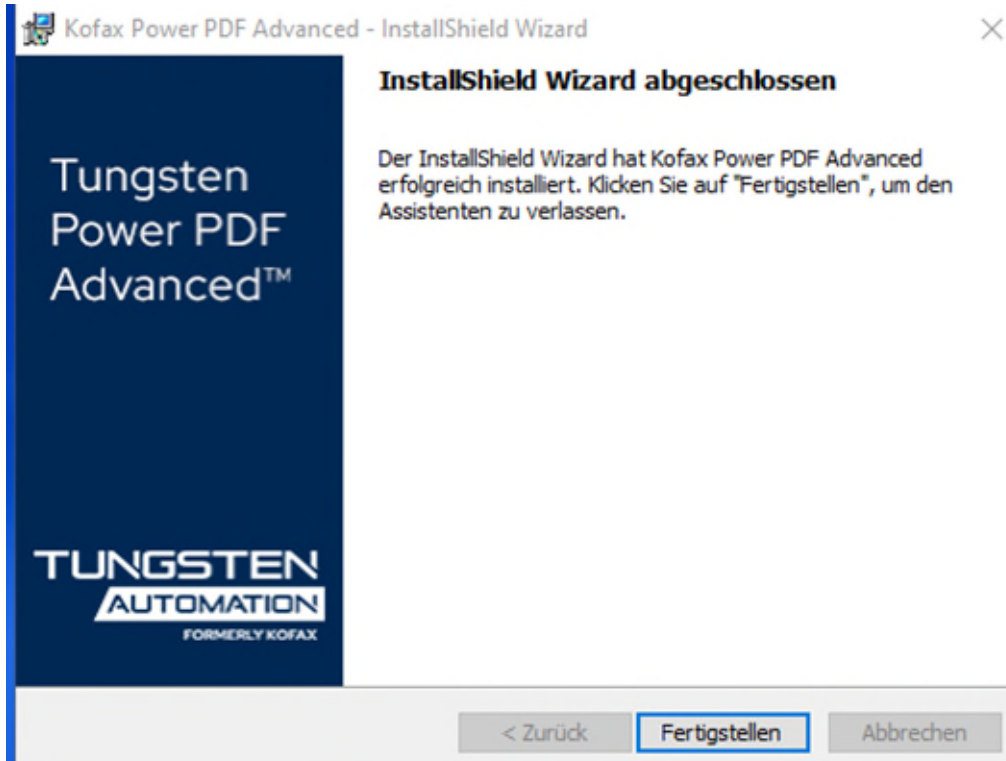 Kofax Power PDF Advanced - InstallShield Wizard
InstallShield Wizard abgeschlossen
Der InstallShield Wizard hat Kofax Power PDF Advanced
erfolgreich installiert. Klicken Sie auf "Fertigstellen", um den
Assistenten zu verlassen.
Tungsten
Power PDF
Advanced™
TUNGSTEN
AUTOMATION
FORMERLY KOFAX
< Zurück
Fertigstellen
Abbrechen